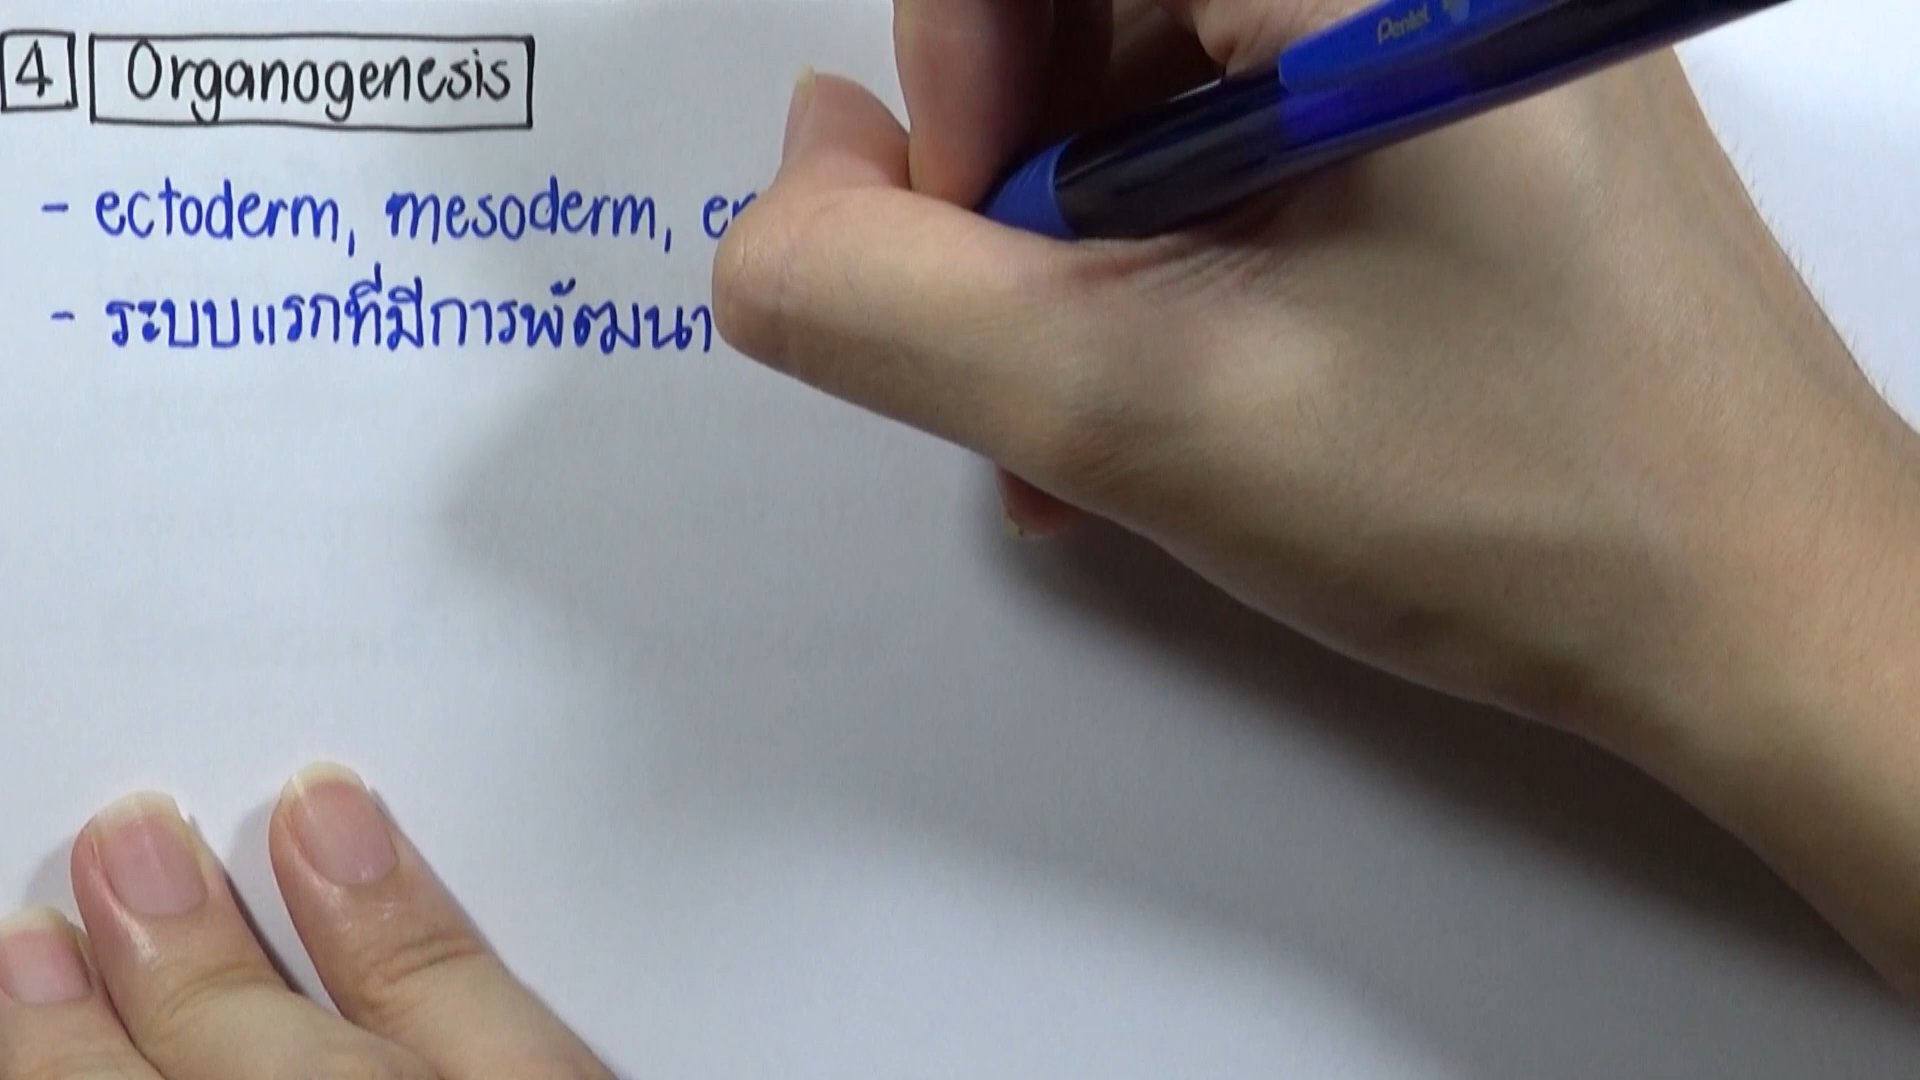 4 Organogenesis
- ectoderm, mesoderm,
- ระบบแรกที่มีการพัฒนา
Pentel